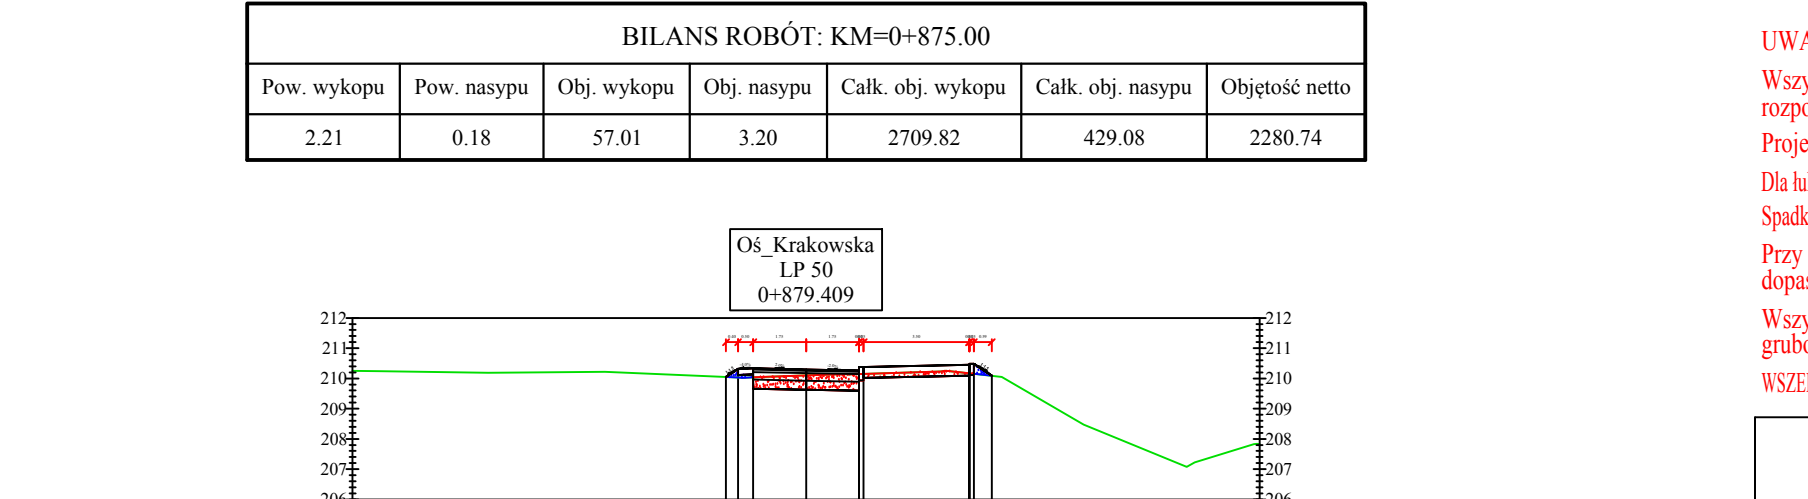 BILANS ROBÓT: KM=0+875.00
Pow. wykopu Pow. nasypu Obj. wykopu Obj. nasypu Całk. obj. wykopu Całk. obj. nasypu Objętość netto
2.21 0.18 57.01 3.20 2709.82 429.08 2280.74
Oś_Krakowska
LP 50
0+879.409
212 212
211 211
210 210
209 209
208 208
207 207
206 206
UWA
Wszy
rozpo
Proje
Dla łu
Spadk
Przy
dopas
Wszy
grubo
WSZE